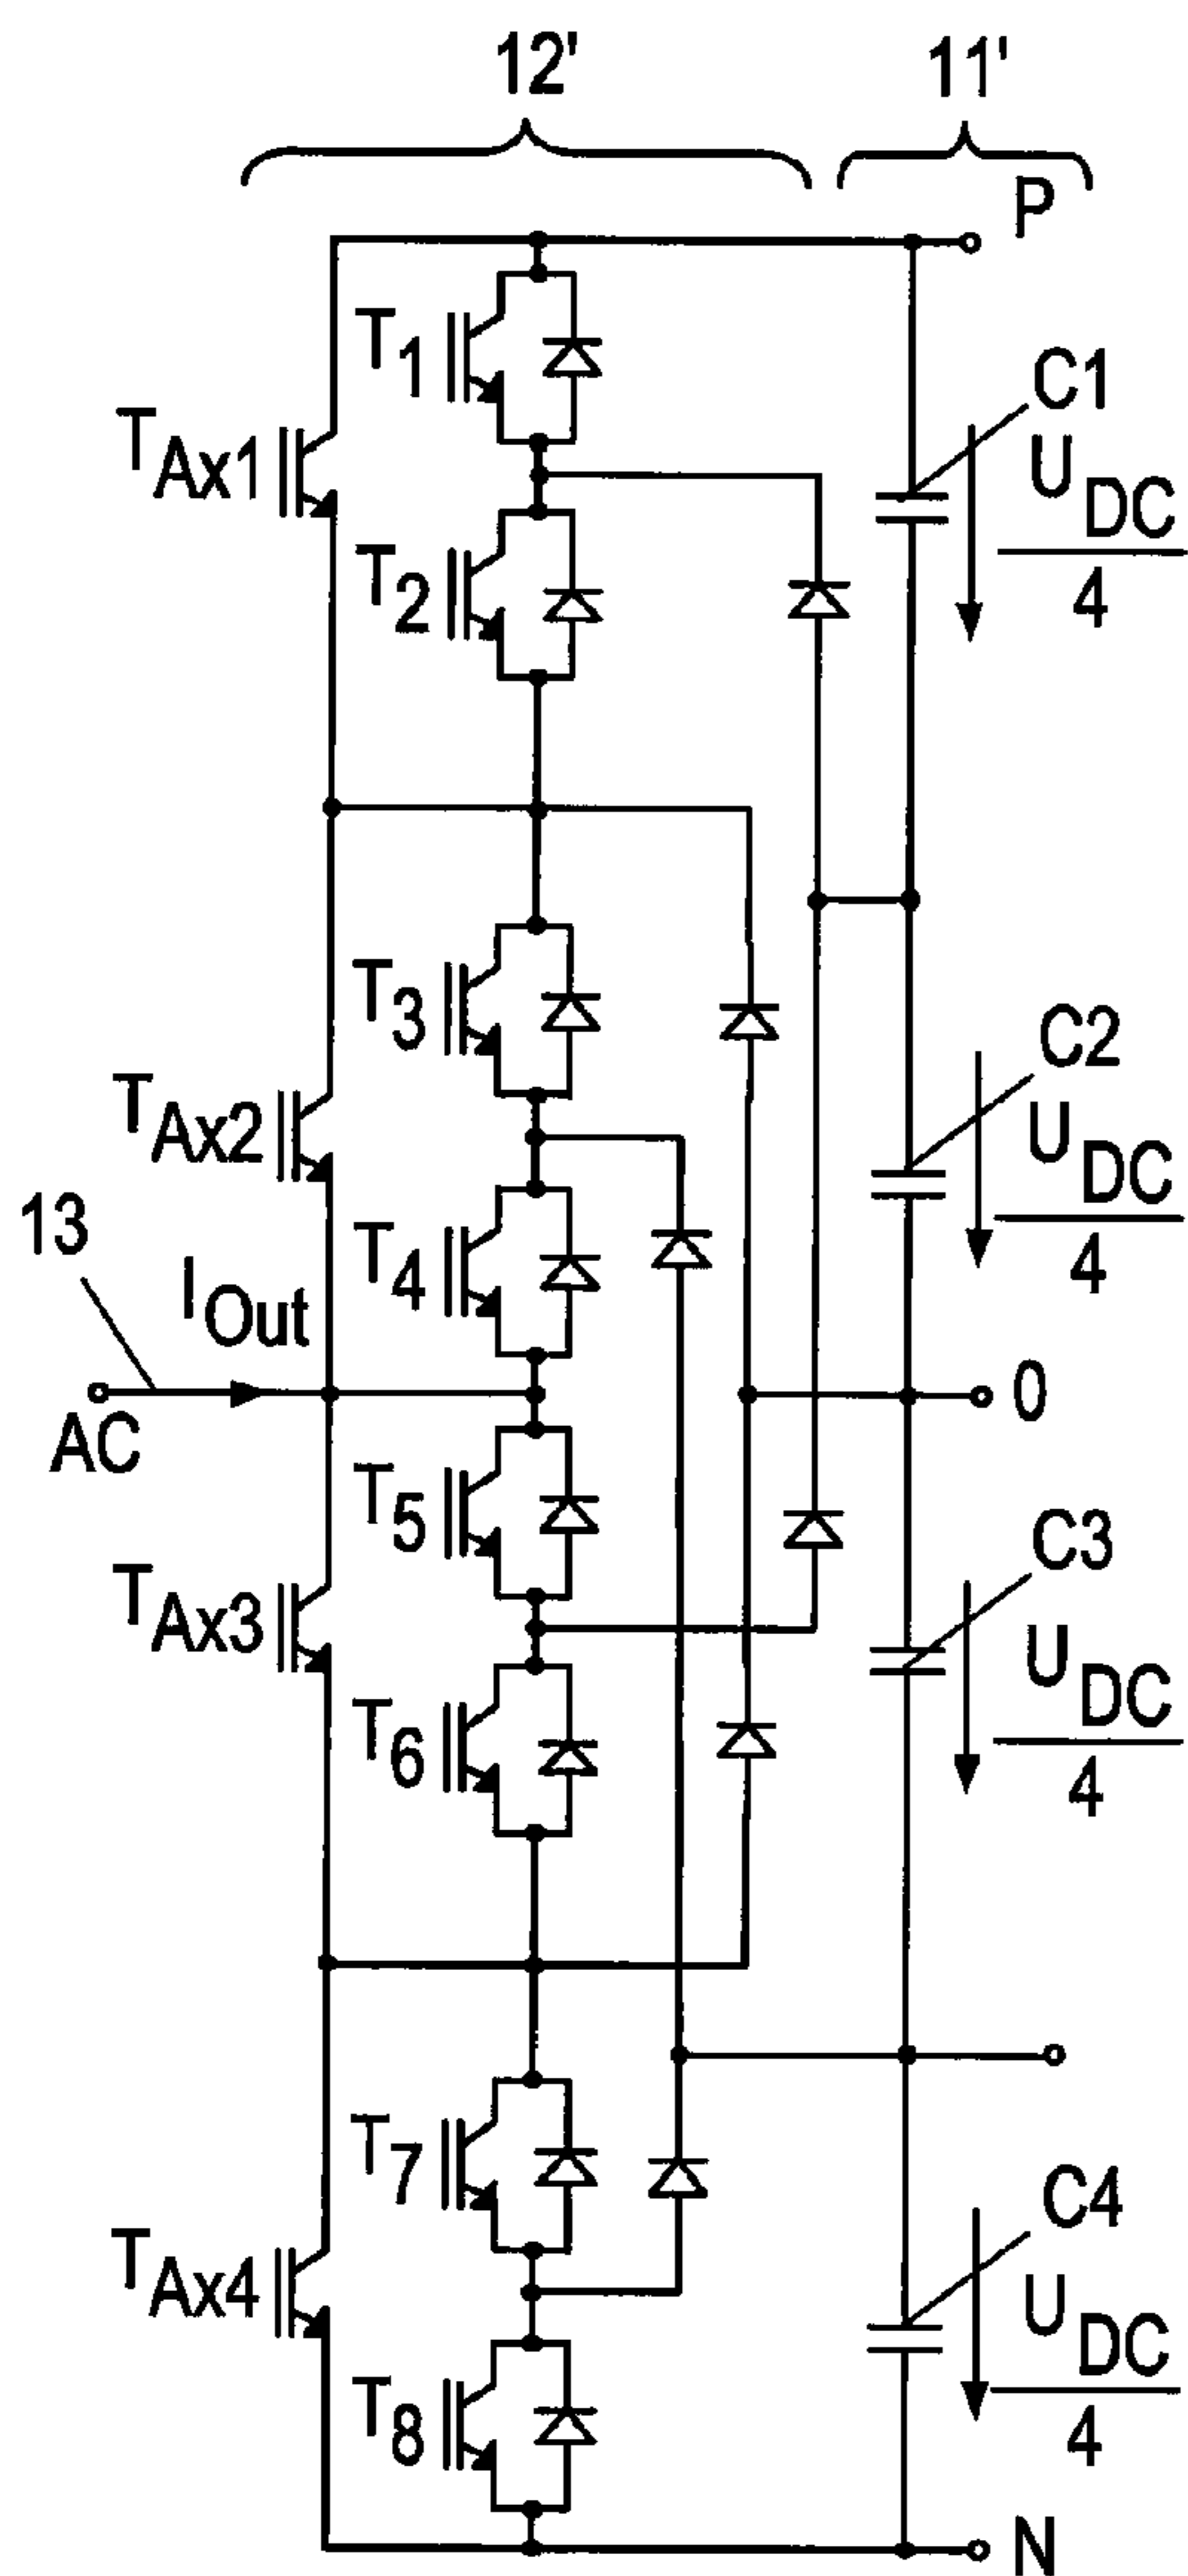 12' 11'
P
T1
C1
TAx1
UDC
4
T2
T3
C2
TAx2
UDC
4
T4
13
IOut
0
AC
T5
C3
TAx3
UDC
4
T6
T7
C4
TAx4
UDC
4
T8
N